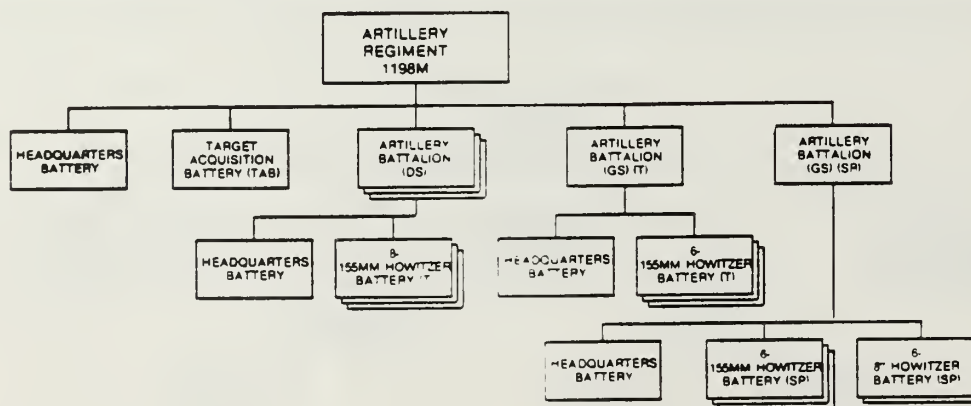 ARTILLERY
REGIMENT
1198M
HEADQUARTERS
BATTERY
TARGET
ACQUISITION
BATTERY (TAB)
ARTILLERY
BATTALION
(DS)
ARTILLERY
BATTALION
(GS) (T)
ARTILLERY
BATTALION
(GS) (SP)
HEADQUARTERS
BATTERY
8-
155MM HOWITZER
BATTERY (T
HEADQUARTERS
BATTERY
6-
155MM HOWITZER
BATTERY (T)
HEADQUARTERS
BATTERY
6-
155MM HOWITZER
BATTERY (SP)
6-
8" HOWITZER
BATTERY (SP)